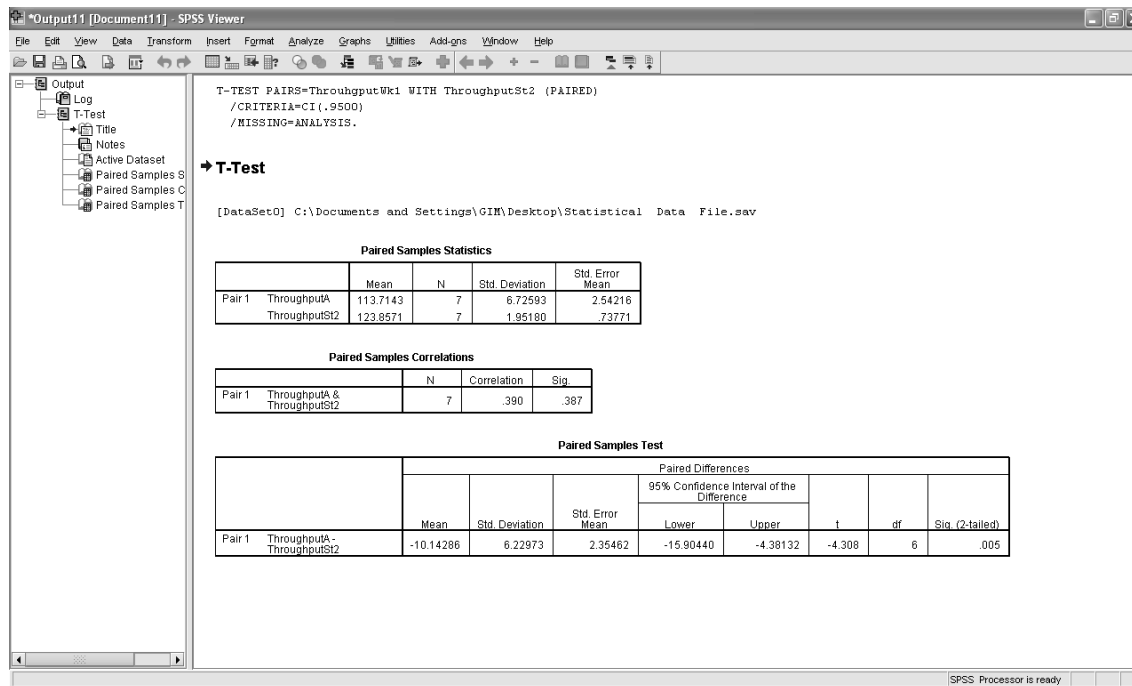 *Output11 [Document11] - SPSS Viewer
File Edit View Data Transform Insert Format Analyze Graphs Utilities Add-ons Window Help
Output
Log
T-Test
Title
Notes
Active Dataset
Paired Samples S
Paired Samples C
Paired Samples T
T-TEST PAIRS=ThrouhgputWk1 WITH ThroughputSt2 (PAIRED)
/CRITERIA=CI(.9500)
/MISSING=ANALYSIS.
T-Test
[DataSet0] C:\Documents and Settings\GIM\Desktop\Statistical Data File.sav
Paired Samples Statistics
Mean N Std. Deviation Std. Error Mean
Pair 1 ThroughputA 113.7143 7 6.72593 2.54216
ThroughputSt2 123.8571 7 1.95180 .73771
Paired Samples Correlations
N Correlation Sig.
Pair 1 ThroughputA & ThroughputSt2 7 .390 .387
Paired Samples Test
Paired Differences
95% Confidence Interval of the Difference
Mean Std. Deviation Std. Error Mean Lower Upper t df Sig. (2-tailed)
Pair 1 ThroughputA - ThroughputSt2 -10.14286 6.22973 2.35462 -15.90440 -4.38132 -4.308 6 .005
SPSS Processor is ready